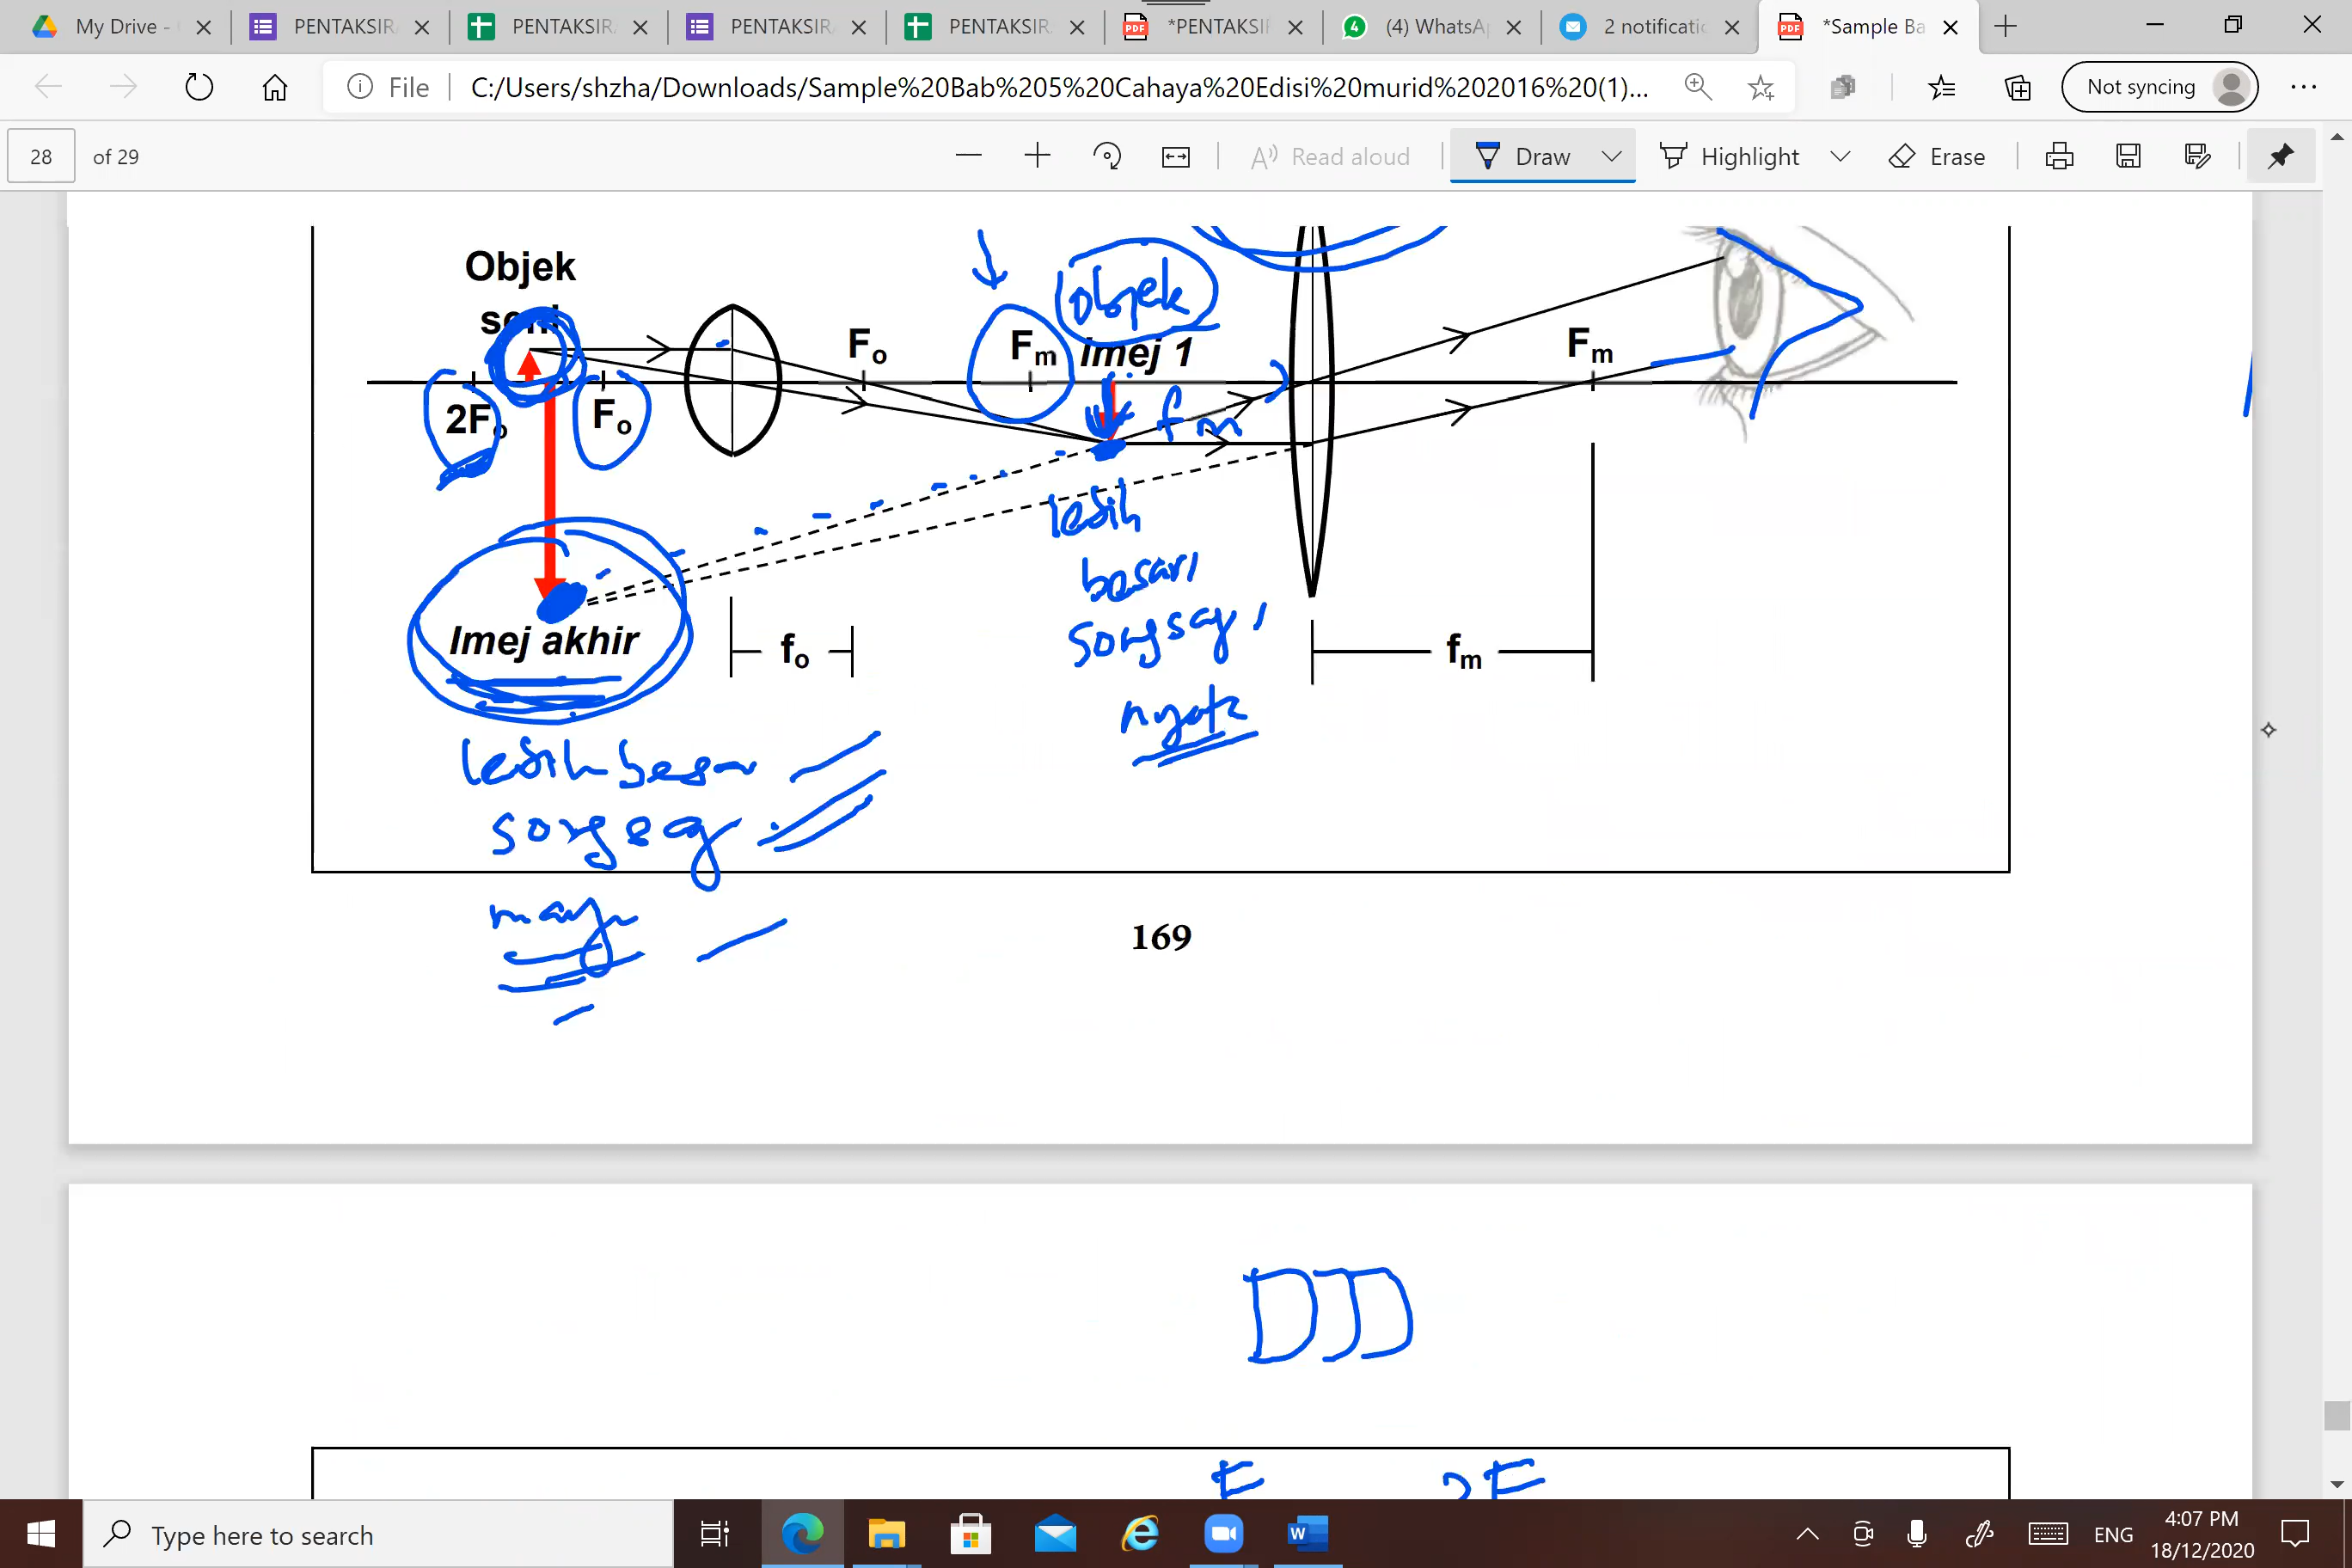 My Drive -
PENTAKSIR
PENTAKSIR
PENTAKSIR
PENTAKSIR
*PENTAKSI
(4) WhatsA
2 notificatio
*Sample Ba
File
C:/Users/shzha/Downloads/Sample%20Bab%205%20Cahaya%20Edisi%20murid%202016%20(1)...
Not syncing
28 of 29
Read aloud
Draw
Highlight
Erase
Objek
seni
objek
Fo
Fm
Imej 1
Fm
2Fo
Fo
fm
lebih
besar
songsang
nyata
Imej akhir
fo
fm
lebih besar
songsang
maya
169
F 2F
Type here to search
ENG
4:07 PM
18/12/2020